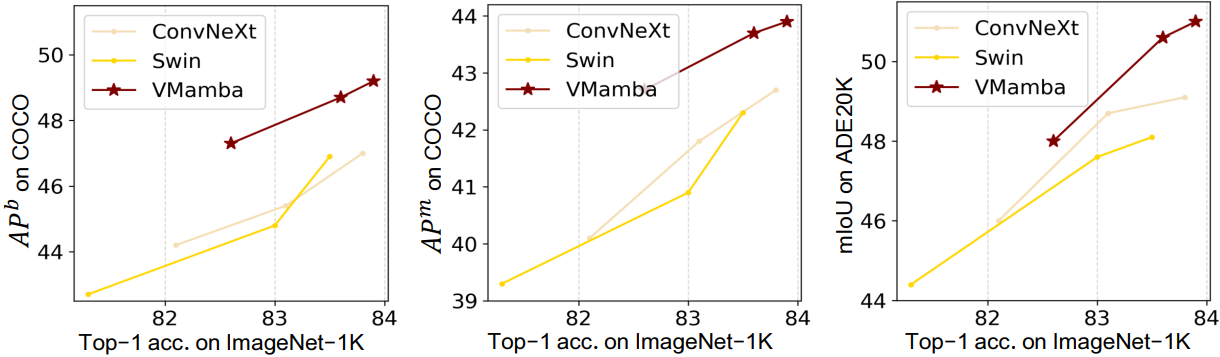 ConvNeXt
Swin
VMamba
50
48
46
44
82
83
84
APᵇ on COCO
Top-1 acc. on ImageNet-1K
ConvNeXt
Swin
VMamba
44
43
42
41
40
39
82
83
84
APᵐ on COCO
Top-1 acc. on ImageNet-1K
ConvNeXt
Swin
VMamba
50
48
46
44
82
83
84
mIoU on ADE20K
Top-1 acc. on ImageNet-1K